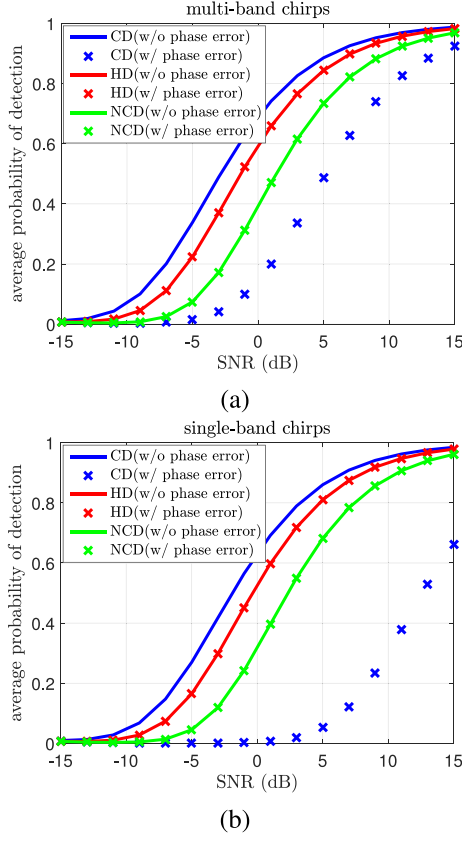 multi-band chirps
1
0.8
0.6
0.4
0.2
0
average probability of detection
CD(w/o phase error)
CD(w/ phase error)
HD(w/o phase error)
HD(w/ phase error)
NCD(w/o phase error)
NCD(w/ phase error)
-15 -10 -5 0 5 10 15
SNR (dB)
(a)
single-band chirps
1
0.8
0.6
0.4
0.2
0
average probability of detection
CD(w/o phase error)
CD(w/ phase error)
HD(w/o phase error)
HD(w/ phase error)
NCD(w/o phase error)
NCD(w/ phase error)
-15 -10 -5 0 5 10 15
SNR (dB)
(b)